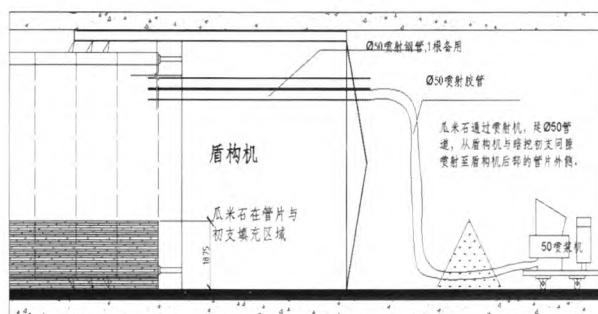 Ø50喷射钢管,1根备用
Ø50喷射胶管
瓜米石通过喷射机，是Ø50管
道，从盾构机与暗挖初支间隙
喷射至盾构机后部的管片外侧。
盾构机
瓜米石在管片与
初支填充区域
1875
50喷浆机